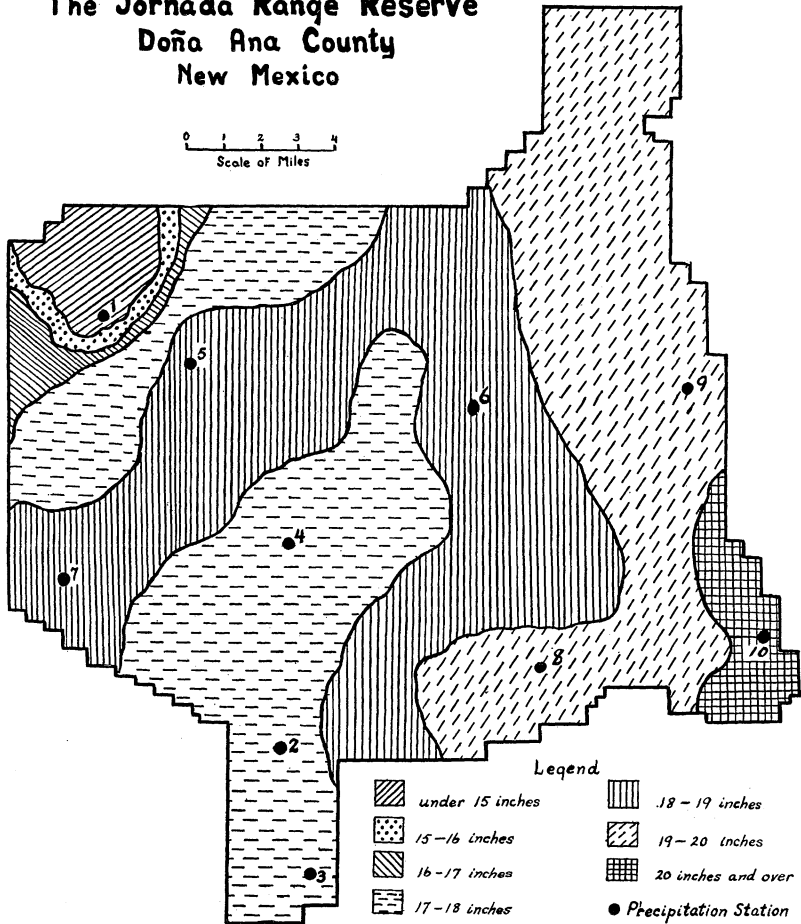 The Jornada Range Reserve
Doña Ana County
New Mexico
0 1 2 3 4
Scale of Miles
1
5
6
9
4
7
10
8
2
3
Legend
under 15 inches
15-16 inches
16-17 inches
17-18 inches
18-19 inches
19-20 inches
20 inches and over
Precipitation Station